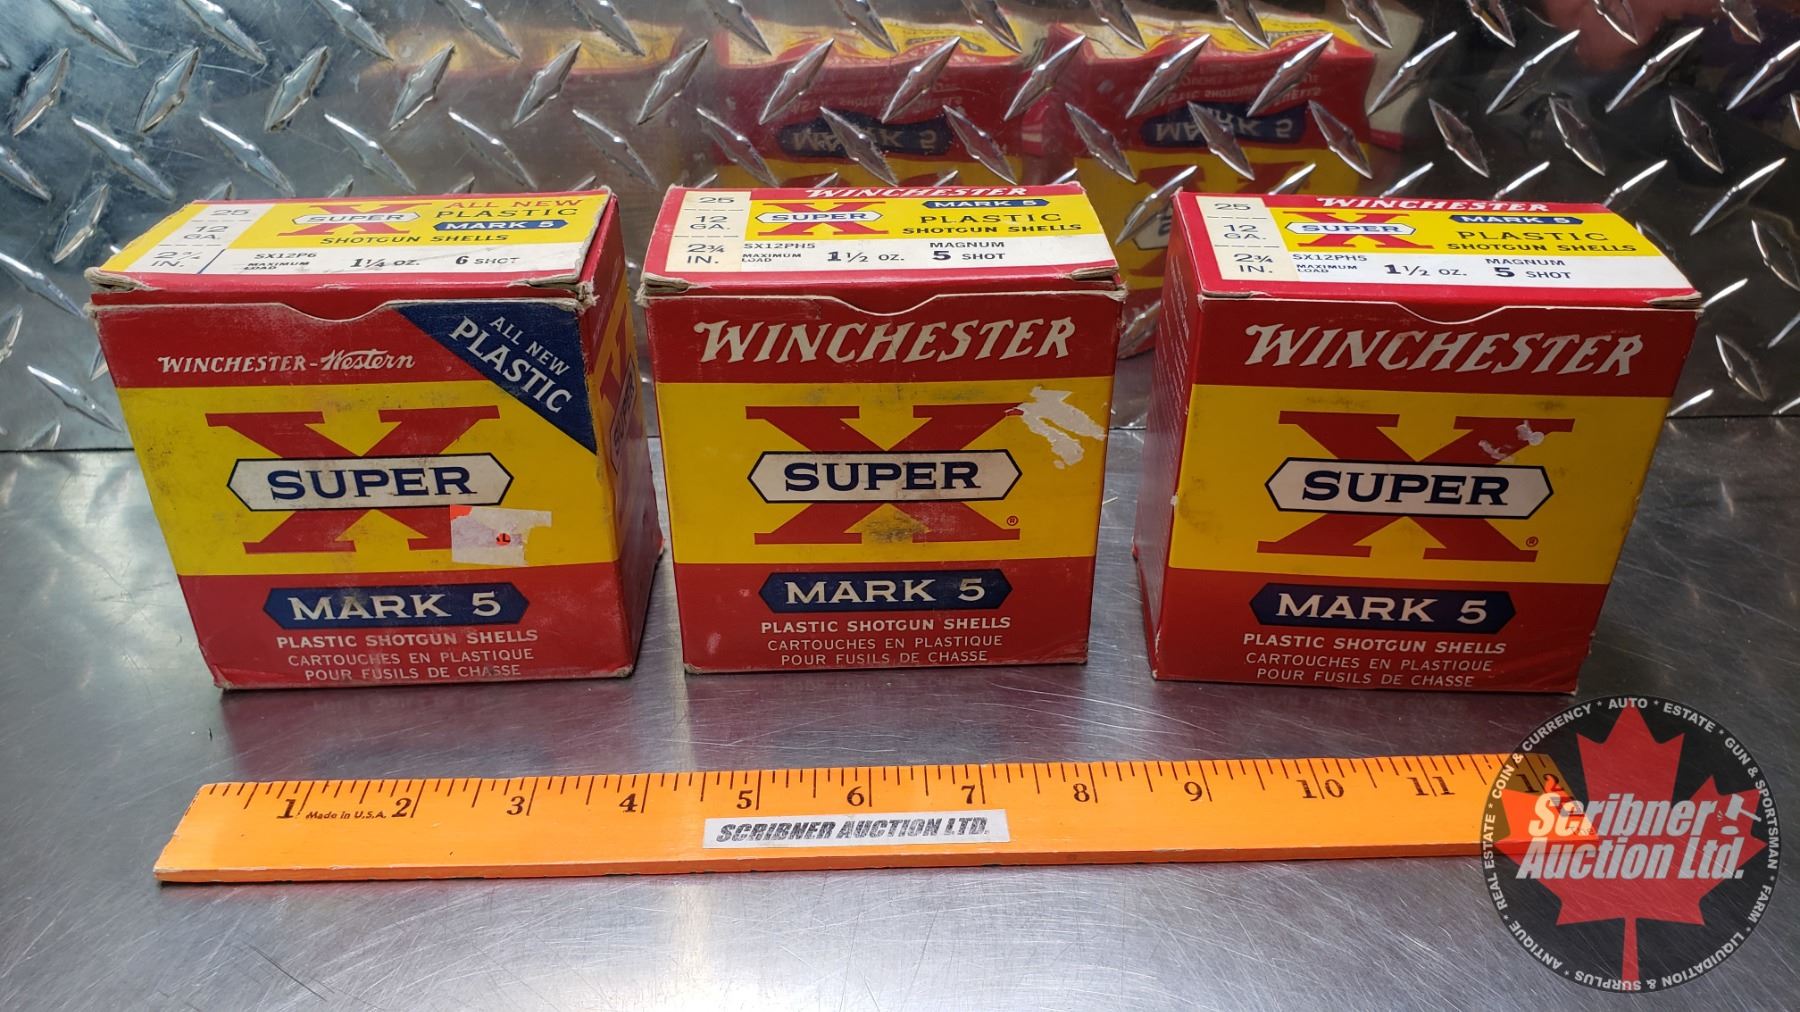 25
12
GA.
2¾
IN.
X
SUPER
ALL NEW
PLASTIC
MARK 5
SHOTGUN SHELLS
SX12P6
MAXIMUM
LOAD
1¼ OZ.
6 SHOT
WINCHESTER-Western
ALL NEW
PLASTIC
X
SUPER
MARK 5
PLASTIC SHOTGUN SHELLS
CARTOUCHES EN PLASTIQUE
POUR FUSILS DE CHASSE
25
12
GA.
2¾
IN.
WINCHESTER
X
SUPER
MARK 5
PLASTIC
SHOTGUN SHELLS
SX12PH5
MAXIMUM
LOAD
1½ OZ.
MAGNUM
5 SHOT
WINCHESTER
X
SUPER
®
MARK 5
PLASTIC SHOTGUN SHELLS
CARTOUCHES EN PLASTIQUE
POUR FUSILS DE CHASSE
25
12
GA.
2¾
IN.
WINCHESTER
X
SUPER
MARK 5
PLASTIC
SHOTGUN SHELLS
SX12PH5
MAXIMUM
LOAD
1½ OZ.
MAGNUM
5 SHOT
WINCHESTER
X
SUPER
®
MARK 5
PLASTIC SHOTGUN SHELLS
CARTOUCHES EN PLASTIQUE
POUR FUSILS DE CHASSE
1 2 3 4 5 6 7 8 9 10 11 12
Made in U.S.A.
SCRIBNER AUCTION LTD.
Scribner
Auction Ltd.
REAL ESTATE * COIN & CURRENCY * AUTO * ESTATE * GUN & SPORTSMAN * FARM * LIQUIDATION & SURPLUS * ANTIQUE *